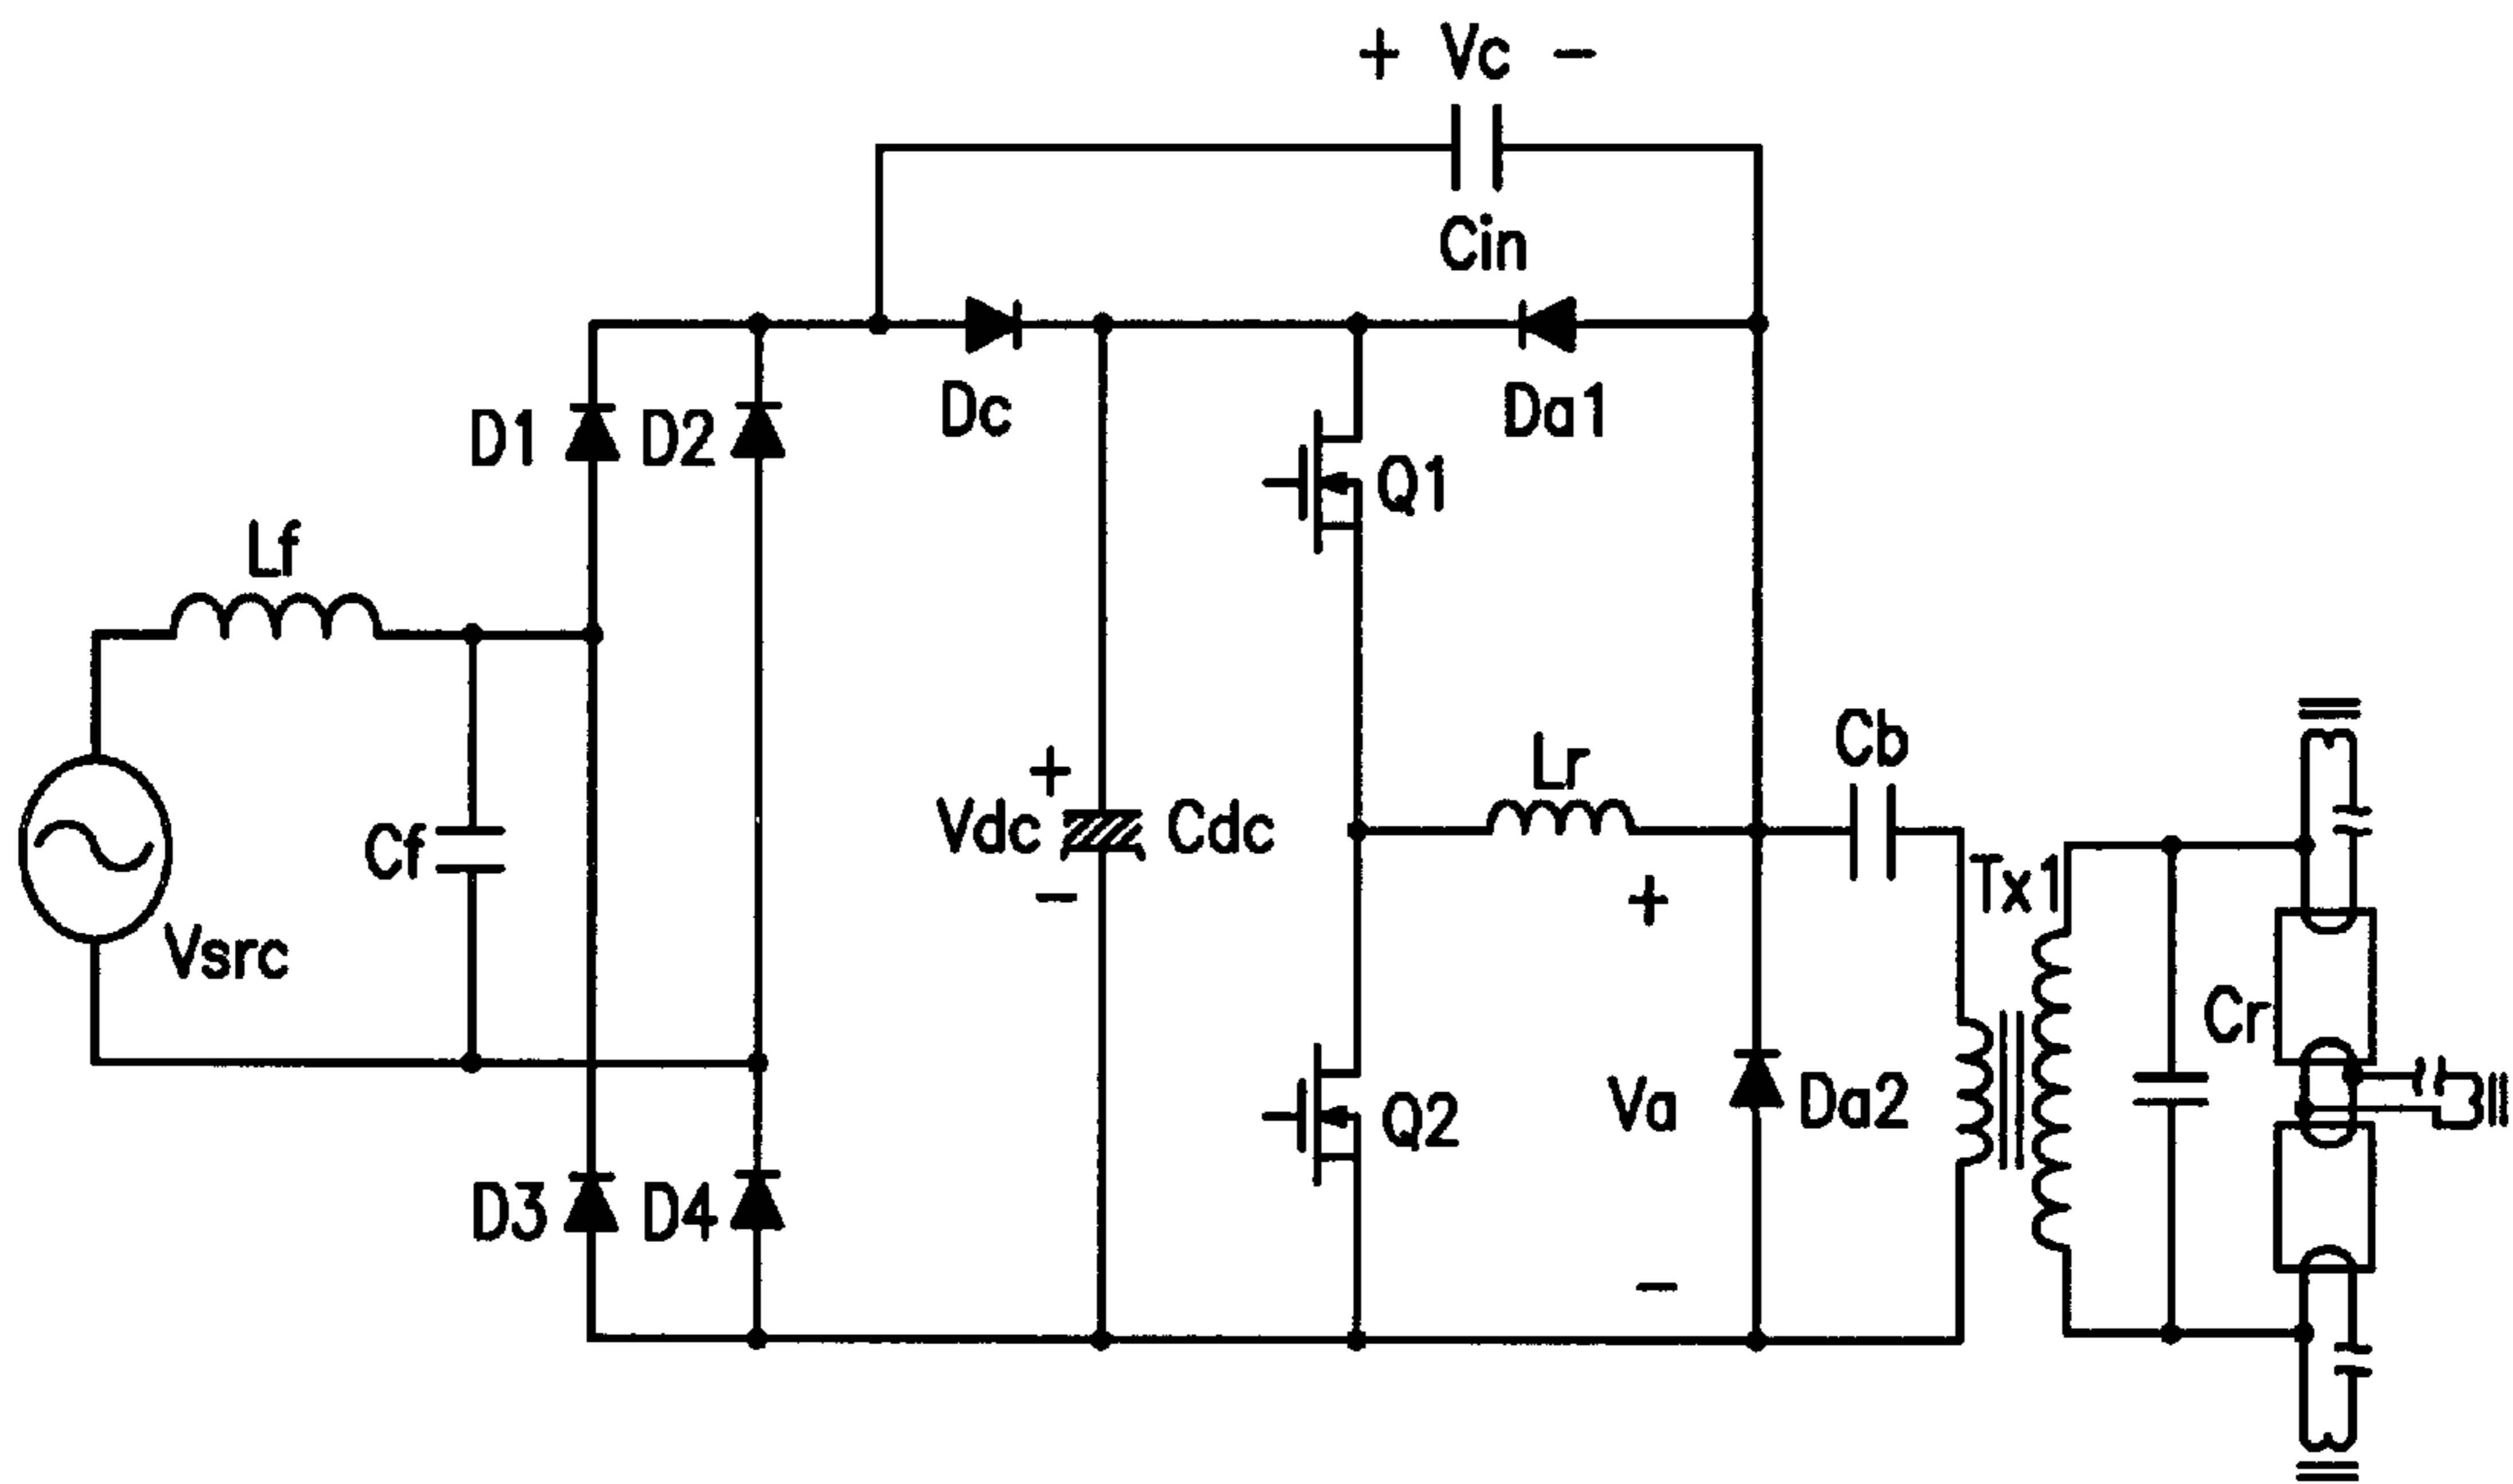 + Vc −
Cin
D1
D2
Dc
Da1
Q1
Lf
Lr
Cb
+
Vdc
Cdc
−
Cf
Vsrc
+
Tx1
Cr
Va
Da2
Q2
D3
D4
−